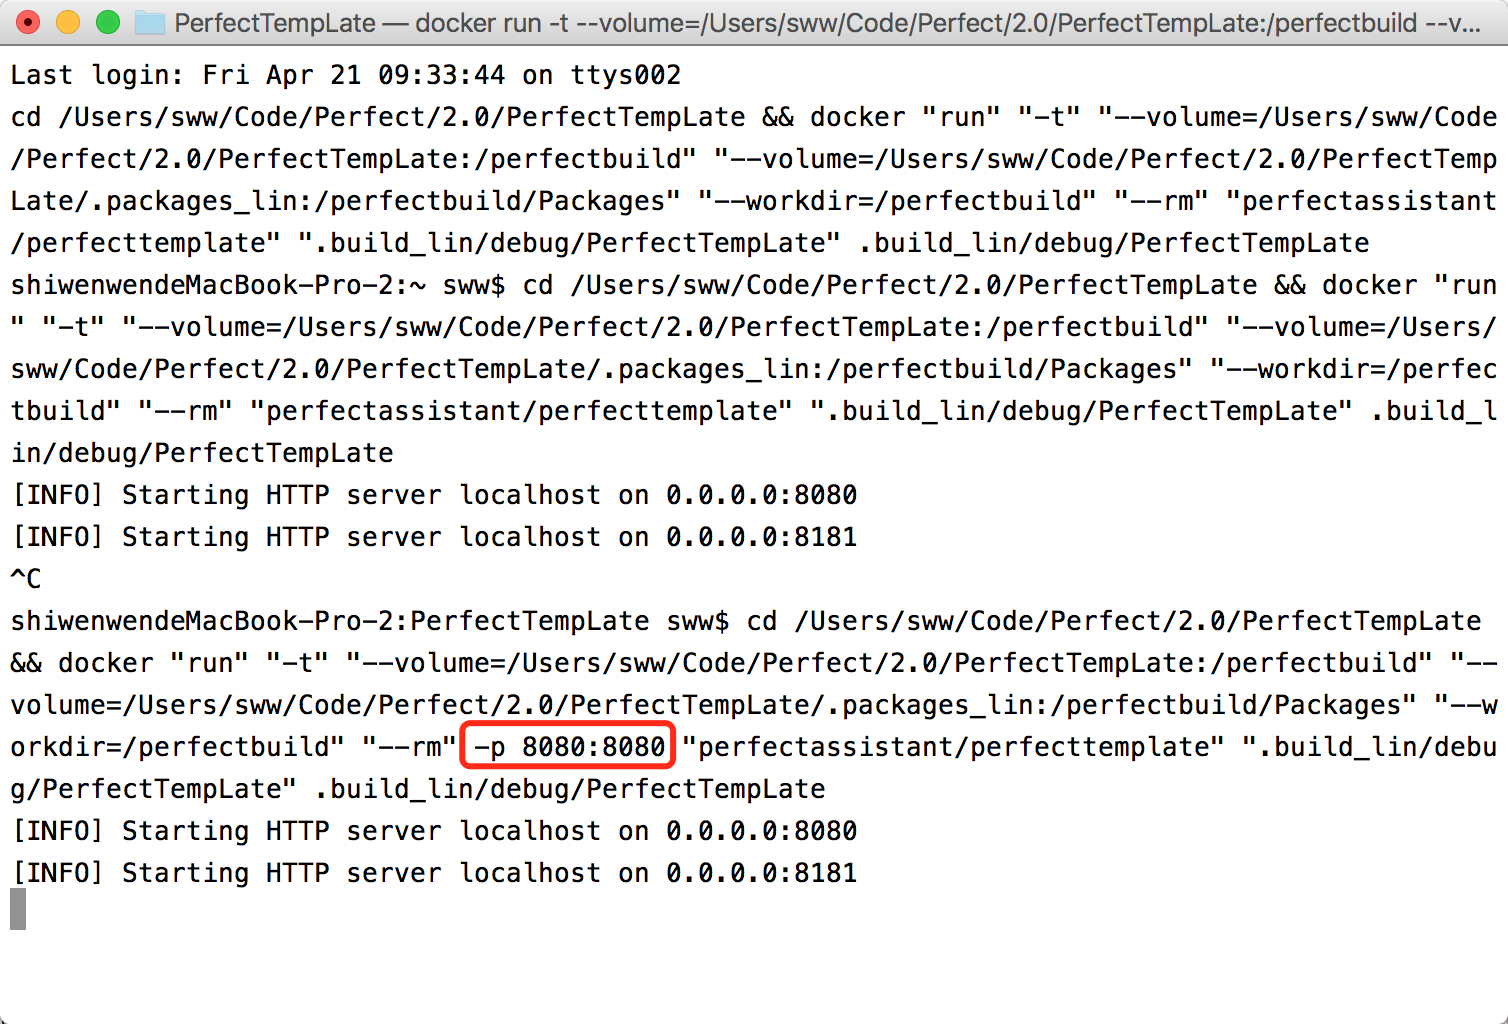 PerfectTempLate — docker run -t --volume=/Users/sww/Code/Perfect/2.0/PerfectTempLate:/perfectbuild --v...
Last login: Fri Apr 21 09:33:44 on ttys002
cd /Users/sww/Code/Perfect/2.0/PerfectTempLate && docker "run" "-t" "--volume=/Users/sww/Code
/Perfect/2.0/PerfectTempLate:/perfectbuild" "--volume=/Users/sww/Code/Perfect/2.0/PerfectTemp
Late/.packages_lin:/perfectbuild/Packages" "--workdir=/perfectbuild" "--rm" "perfectassistant
/perfecttemplate" ".build_lin/debug/PerfectTempLate" .build_lin/debug/PerfectTempLate
shiwenwendeMacBook-Pro-2:~ sww$ cd /Users/sww/Code/Perfect/2.0/PerfectTempLate && docker "run
" "-t" "--volume=/Users/sww/Code/Perfect/2.0/PerfectTempLate:/perfectbuild" "--volume=/Users/
sww/Code/Perfect/2.0/PerfectTempLate/.packages_lin:/perfectbuild/Packages" "--workdir=/perfec
tbuild" "--rm" "perfectassistant/perfecttemplate" ".build_lin/debug/PerfectTempLate" .build_l
in/debug/PerfectTempLate
[INFO] Starting HTTP server localhost on 0.0.0.0:8080
[INFO] Starting HTTP server localhost on 0.0.0.0:8181
^C
shiwenwendeMacBook-Pro-2:PerfectTempLate sww$ cd /Users/sww/Code/Perfect/2.0/PerfectTempLate
&& docker "run" "-t" "--volume=/Users/sww/Code/Perfect/2.0/PerfectTempLate:/perfectbuild" "--
volume=/Users/sww/Code/Perfect/2.0/PerfectTempLate/.packages_lin:/perfectbuild/Packages" "--w
orkdir=/perfectbuild" "--rm" -p 8080:8080 "perfectassistant/perfecttemplate" ".build_lin/debu
g/PerfectTempLate" .build_lin/debug/PerfectTempLate
[INFO] Starting HTTP server localhost on 0.0.0.0:8080
[INFO] Starting HTTP server localhost on 0.0.0.0:8181